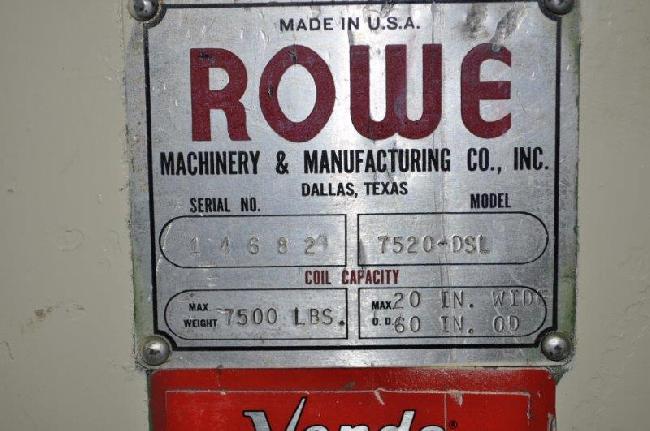 MADE IN U.S.A.
ROWE
MACHINERY & MANUFACTURING CO., INC.
DALLAS, TEXAS
SERIAL NO. MODEL
14682 7520-DSL
COIL CAPACITY
MAX. WEIGHT 7500 LBS.
MAX. 20 IN. WIDE
O.D. 60 IN. OD